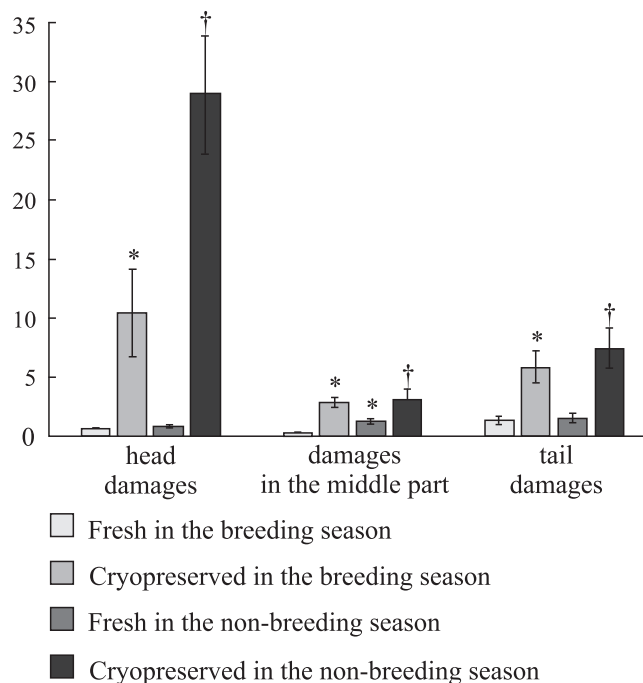 35
30
25
20
15
10
5
0
†
*
*
*
†
*
†
head
damages
damages
in the middle part
tail
damages
Fresh in the breeding season
Cryopreserved in the breeding season
Fresh in the non-breeding season
Cryopreserved in the non-breeding season